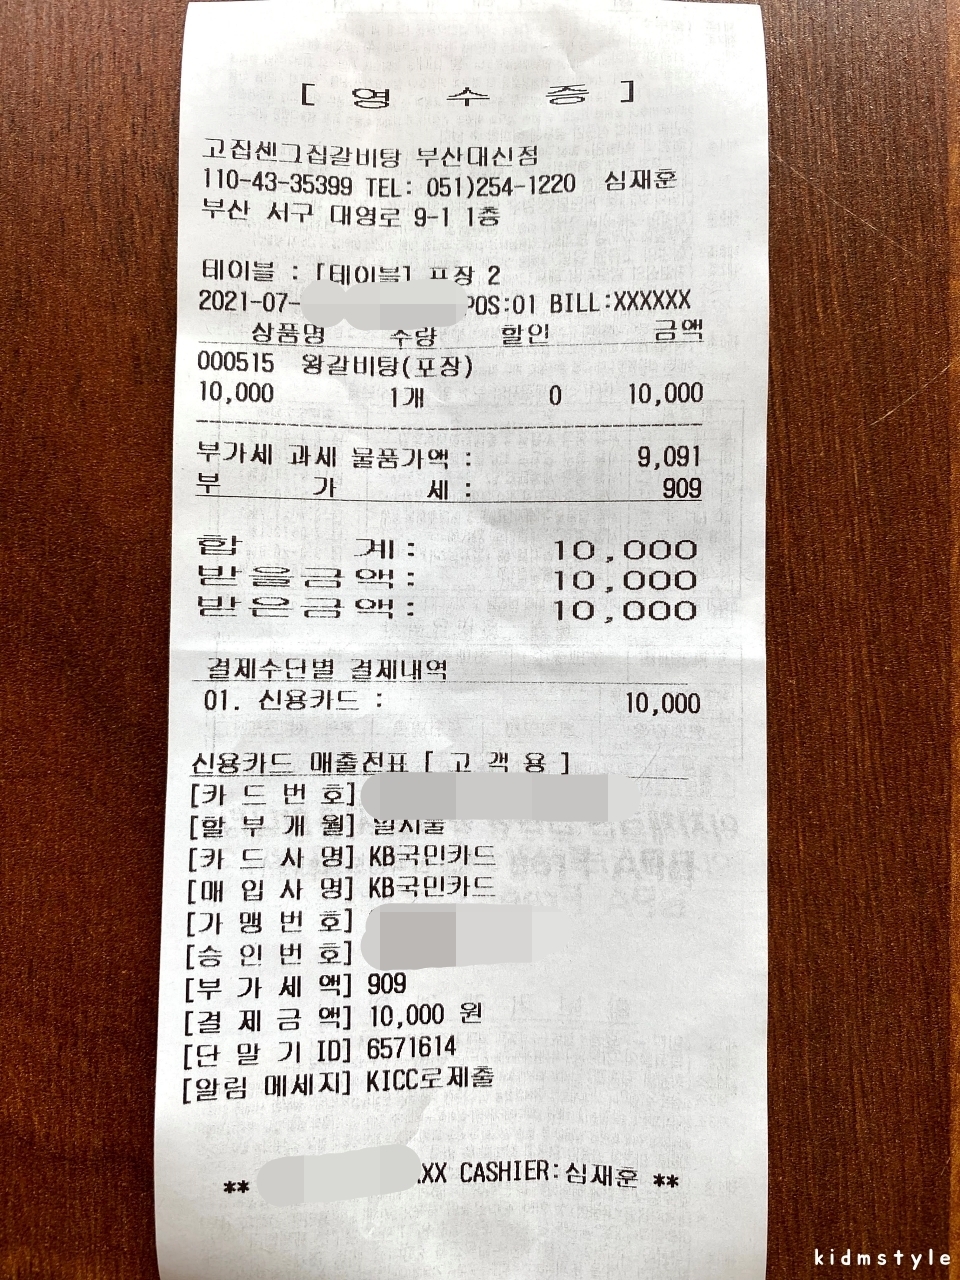 [ 영 수 증 ]
고집센그집갈비탕 부산대신점
110-43-35399 TEL: 051)254-1220 심재훈
부산 서구 대영로 9-1 1층
테이블 : [테이블] 포장 2
2021-07- POS:01 BILL:XXXXXX
상품명 수량 할인 금액
000515 왕갈비탕(포장)
10,000 1개 0 10,000
부가세 과세 물품가액 : 9,091
부 가 세 : 909
합 계 : 10,000
받을금액 : 10,000
받은금액 : 10,000
결제수단별 결제내역
01. 신용카드 : 10,000
신용카드 매출전표 [ 고 객 용 ]
[카 드 번 호]
[할 부 개 월] 일시불
[카 드 사 명] KB국민카드
[매 입 사 명] KB국민카드
[가 맹 번 호]
[승 인 번 호]
[부 가 세 액] 909
[결 제 금 액] 10,000 원
[단 말 기 ID] 6571614
[알림 메세지] KICC로제출
** XX CASHIER:심재훈 **
kidmstyle